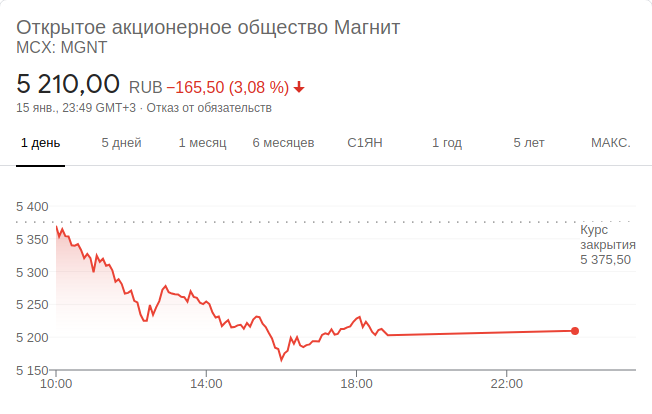 Открытое акционерное общество Магнит
MCX: MGNT
5 210,00 RUB −165,50 (3,08 %)
15 янв., 23:49 GMT+3 · Отказ от обязательств
1 день 5 дней 1 месяц 6 месяцев С1ЯН 1 год 5 лет МАКС.
5 400
Курс
закрытия
5 375,50
5 350
5 300
5 250
5 200
5 150
10:00 14:00 18:00 22:00